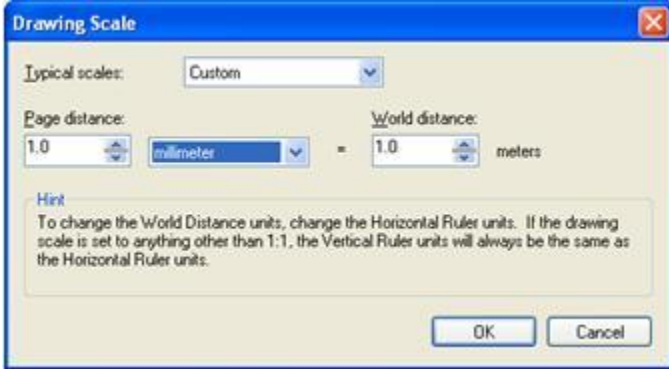 Drawing Scale
Typical scales: Custom
Page distance: World distance:
1.0 millimeter = 1.0 meters
Hint
To change the World Distance units, change the Horizontal Ruler units. If the drawing
scale is set to anything other than 1:1, the Vertical Ruler units will always be the same as
the Horizontal Ruler units.
OK Cancel